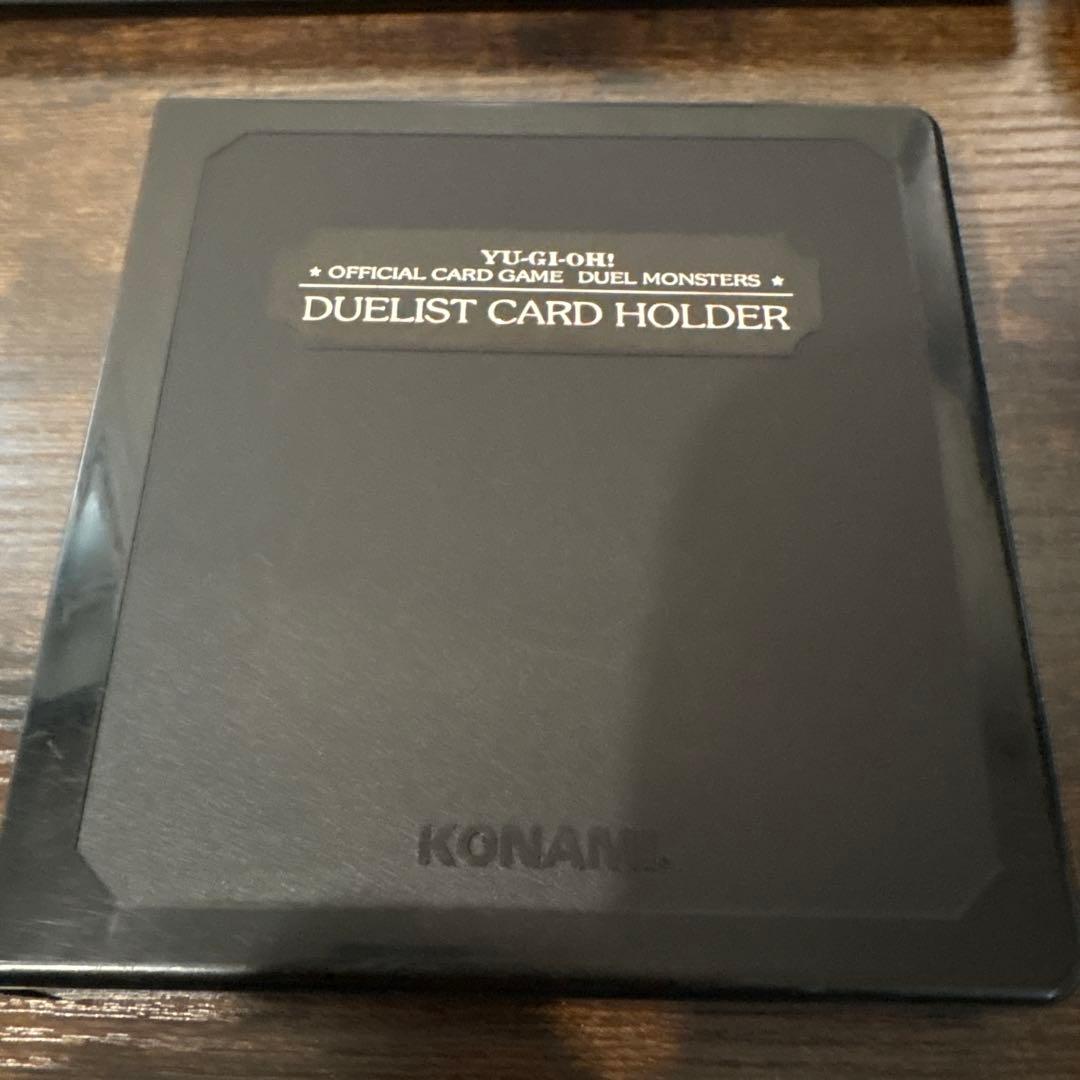 YU-GI-OH!
★ OFFICIAL CARD GAME DUEL MONSTERS ★
DUELIST CARD HOLDER
KONAMI